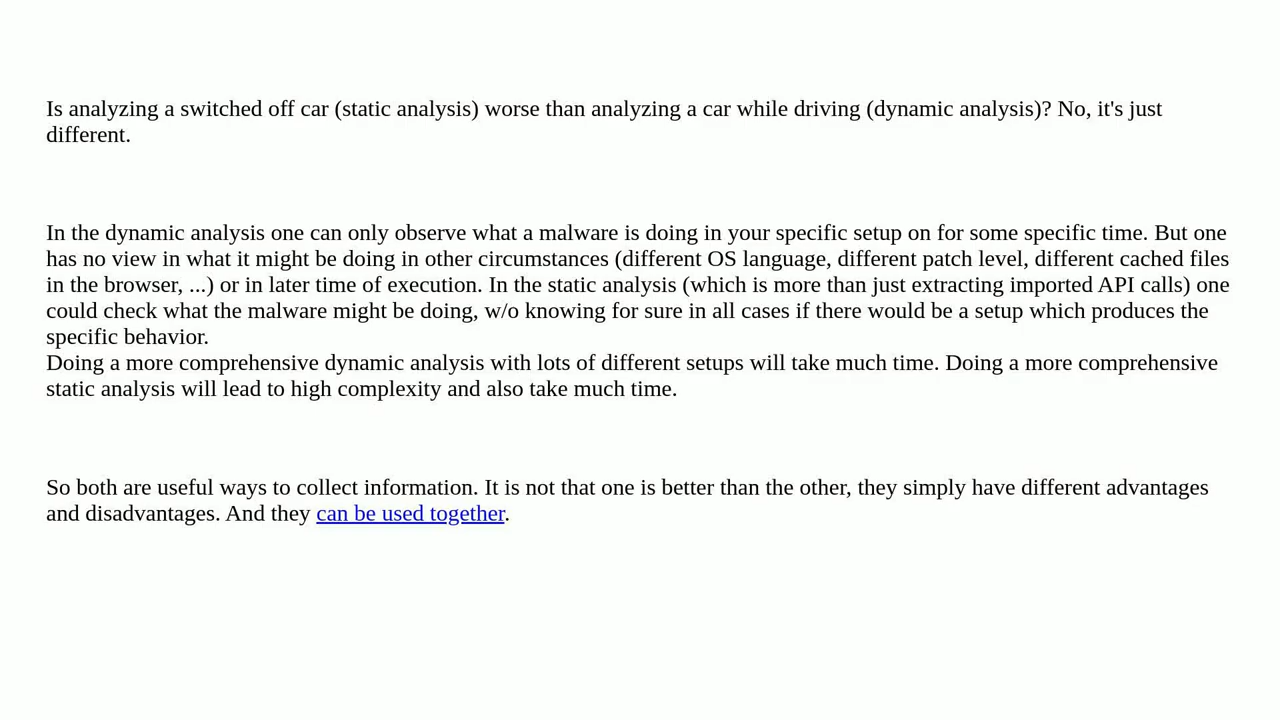 Is analyzing a switched off car (static analysis) worse than analyzing a car while driving (dynamic analysis)? No, it's just
different.
In the dynamic analysis one can only observe what a malware is doing in your specific setup on for some specific time. But one
has no view in what it might be doing in other circumstances (different OS language, different patch level, different cached files
in the browser, ...) or in later time of execution. In the static analysis (which is more than just extracting imported API calls) one
could check what the malware might be doing, w/o knowing for sure in all cases if there would be a setup which produces the
specific behavior.
Doing a more comprehensive dynamic analysis with lots of different setups will take much time. Doing a more comprehensive
static analysis will lead to high complexity and also take much time.
So both are useful ways to collect information. It is not that one is better than the other, they simply have different advantages
and disadvantages. And they can be used together.